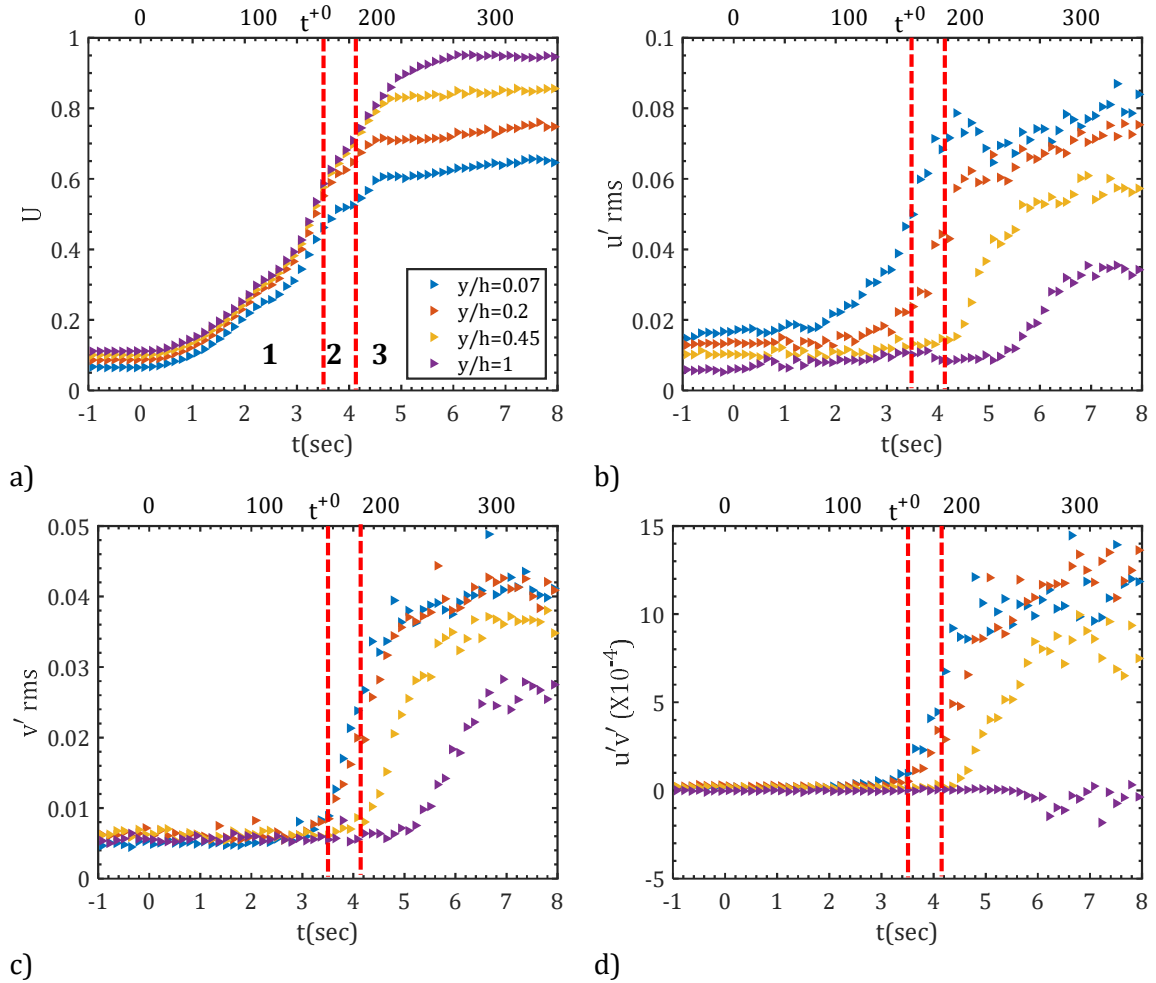 0 100 t⁺⁰ 200 300
1
0.8
0.6
0.4
0.2
0
U
1 2 3
y/h=0.07
y/h=0.2
y/h=0.45
y/h=1
-1 0 1 2 3 4 5 6 7 8
t(sec)
a)
0 100 t⁺⁰ 200 300
0.1
0.08
0.06
0.04
0.02
0
u′ rms
-1 0 1 2 3 4 5 6 7 8
t(sec)
b)
0 100 t⁺⁰ 200 300
0.05
0.04
0.03
0.02
0.01
0
v′ rms
-1 0 1 2 3 4 5 6 7 8
t(sec)
c)
0 100 t⁺⁰ 200 300
15
10
5
0
-5
u′v′ (X10⁻⁴)
-1 0 1 2 3 4 5 6 7 8
t(sec)
d)